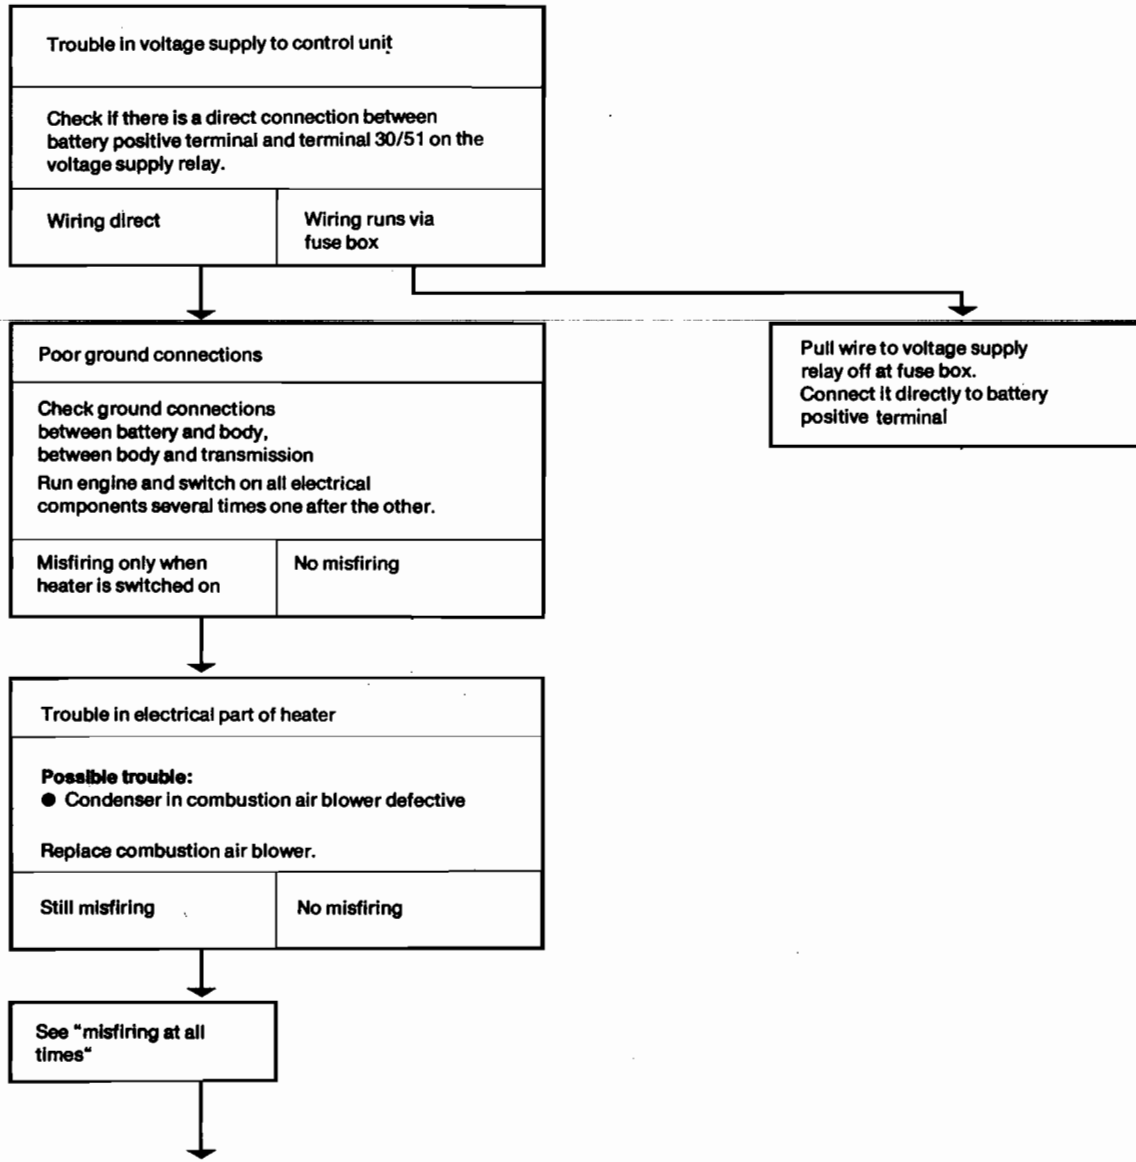 Trouble in voltage supply to control unit
Check if there is a direct connection between
battery positive terminal and terminal 30/51 on the
voltage supply relay.
Wiring direct
Wiring runs via
fuse box
Poor ground connections
Check ground connections
between battery and body,
between body and transmission
Run engine and switch on all electrical
components several times one after the other.
Misfiring only when
heater is switched on
No misfiring
Pull wire to voltage supply
relay off at fuse box.
Connect it directly to battery
positive terminal
Trouble in electrical part of heater
Possible trouble:
● Condenser in combustion air blower defective
Replace combustion air blower.
Still misfiring
No misfiring
See "misfiring at all
times"